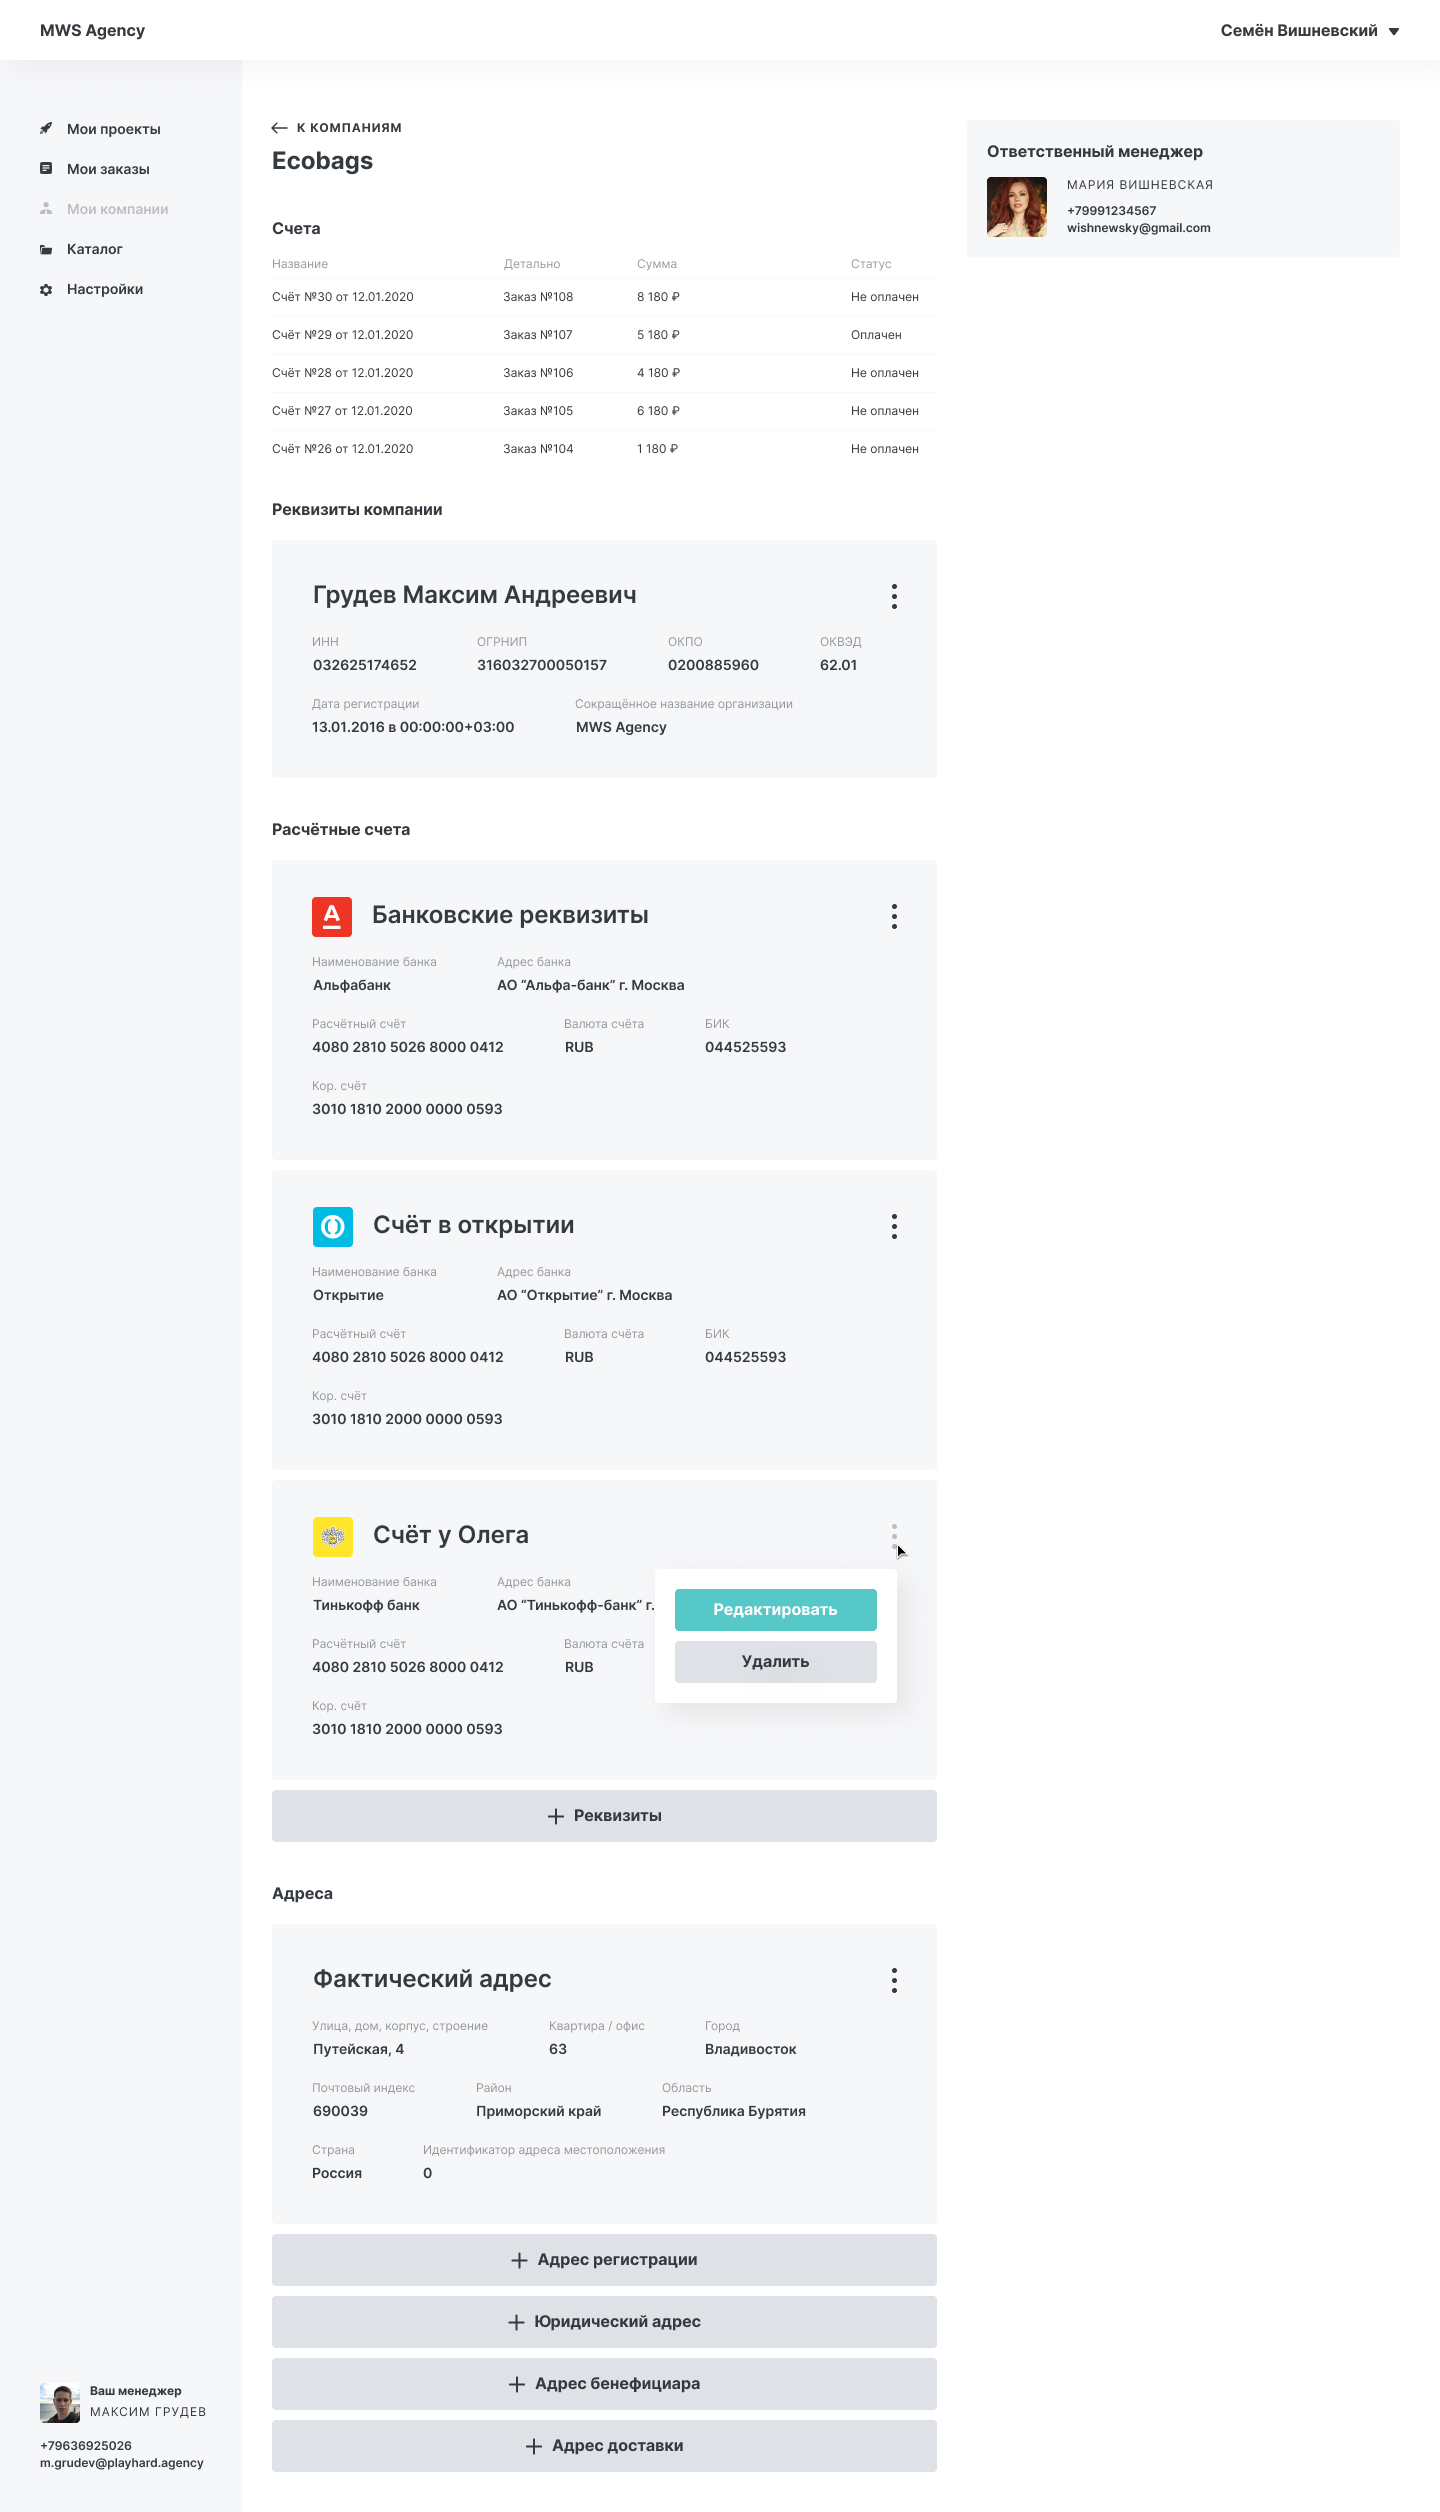 MWS Agency
Семён Вишневский
Мои проекты
Мои заказы
Мои компании
Каталог
Настройки
К КОМПАНИЯМ
Ecobags
Счета
Название Детально Сумма Статус
Счёт №30 от 12.01.2020 Заказ №108 8 180 ₽ Не оплачен
Счёт №29 от 12.01.2020 Заказ №107 5 180 ₽ Оплачен
Счёт №28 от 12.01.2020 Заказ №106 4 180 ₽ Не оплачен
Счёт №27 от 12.01.2020 Заказ №105 6 180 ₽ Не оплачен
Счёт №26 от 12.01.2020 Заказ №104 1 180 ₽ Не оплачен
Ответственный менеджер
МАРИЯ ВИШНЕВСКАЯ
+79991234567
wishnewsky@gmail.com
Реквизиты компании
Грудев Максим Андреевич
ИНН ОГРНИП ОКПО ОКВЭД
032625174652 316032700050157 0200885960 62.01
Дата регистрации Сокращённое название организации
13.01.2016 в 00:00:00+03:00 MWS Agency
Расчётные счета
А Банковские реквизиты
Наименование банка Адрес банка
Альфабанк АО “Альфа-банк” г. Москва
Расчётный счёт Валюта счёта БИК
4080 2810 5026 8000 0412 RUB 044525593
Кор. счёт
3010 1810 2000 0000 0593
Счёт в открытии
Наименование банка Адрес банка
Открытие АО “Открытие” г. Москва
Расчётный счёт Валюта счёта БИК
4080 2810 5026 8000 0412 RUB 044525593
Кор. счёт
3010 1810 2000 0000 0593
Счёт у Олега
Наименование банка Адрес банка
Тинькофф банк АО “Тинькофф-банк” г.
Расчётный счёт Валюта счёта
4080 2810 5026 8000 0412 RUB
Кор. счёт
3010 1810 2000 0000 0593
Редактировать
Удалить
Реквизиты
Адреса
Фактический адрес
Улица, дом, корпус, строение Квартира / офис Город
Путейская, 4 63 Владивосток
Почтовый индекс Район Область
690039 Приморский край Республика Бурятия
Страна Идентификатор адреса местоположения
Россия 0
Адрес регистрации
Юридический адрес
Адрес бенефициара
Адрес доставки
Ваш менеджер
МАКСИМ ГРУДЕВ
+79636925026
m.grudev@playhard.agency